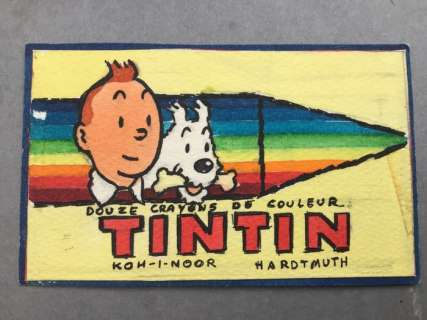 DOUZE CRAYONS DE COULEUR
TINTIN
KOH-I-NOOR HARDTMUTH